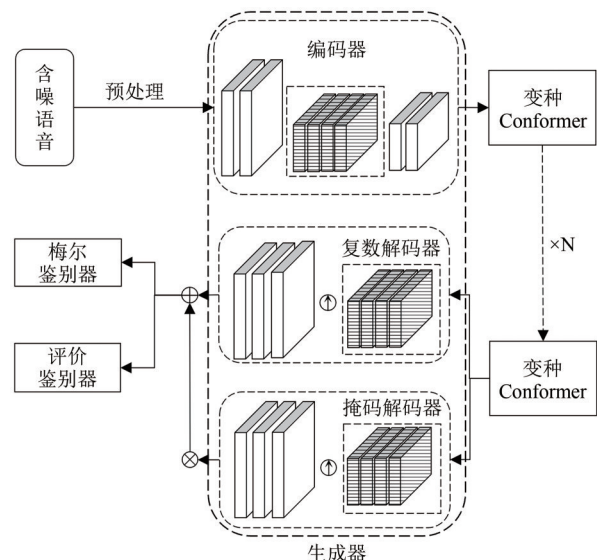 含
噪
语
音
预处理
编码器
变种
Conformer
×N
变种
Conformer
复数解码器
梅尔
鉴别器
评价
鉴别器
掩码解码器
生成器